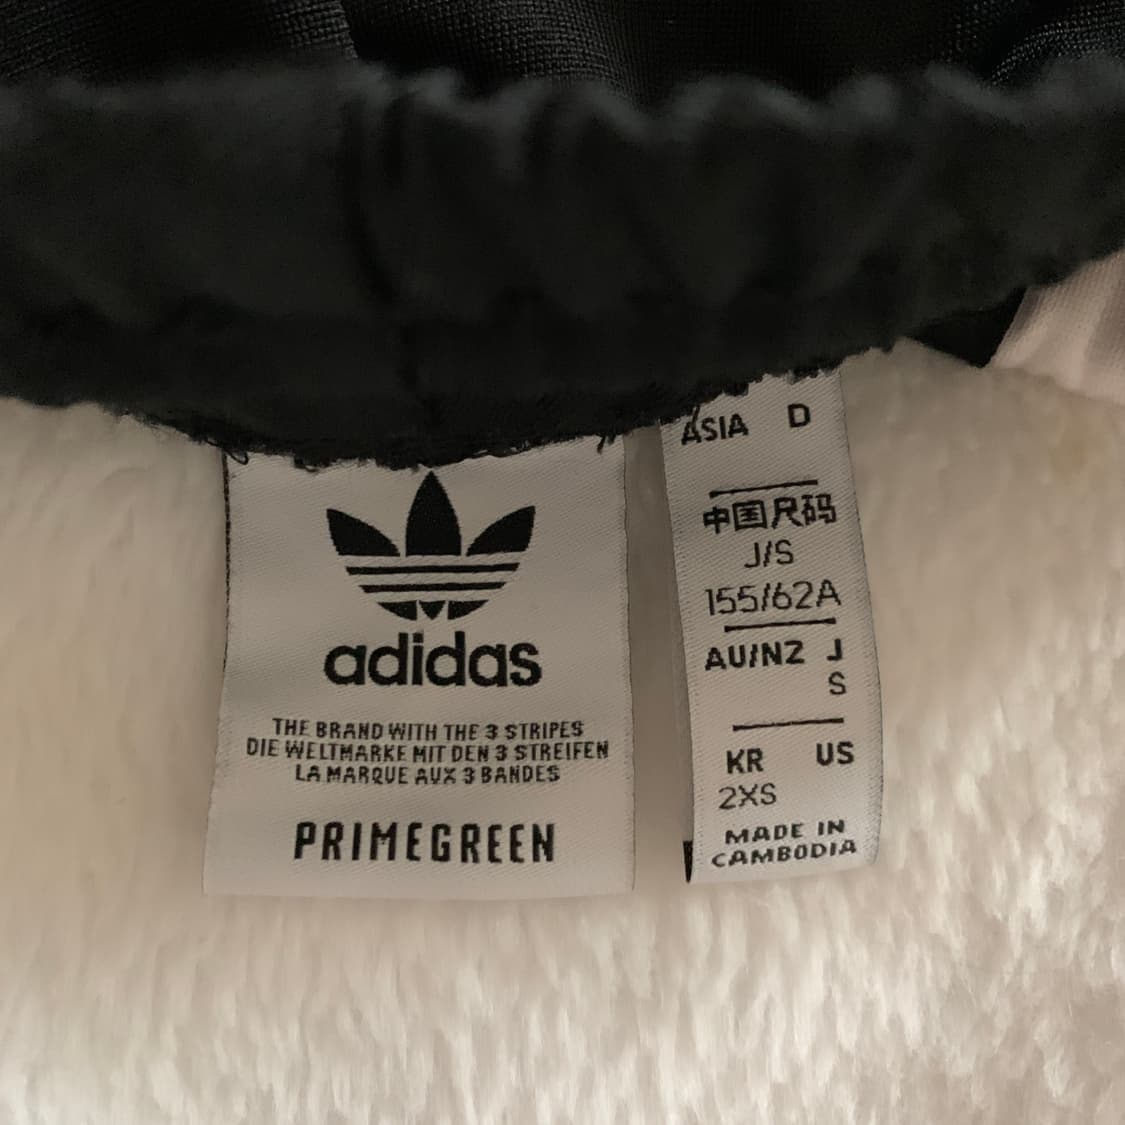 adidas
THE BRAND WITH THE 3 STRIPES
DIE WELTMARKE MIT DEN 3 STREIFEN
LA MARQUE AUX 3 BANDES
PRIMEGREEN
ASIA D
中国尺码
J/S
155/62A
AU/NZ J
S
KR US
2XS
MADE IN
CAMBODIA